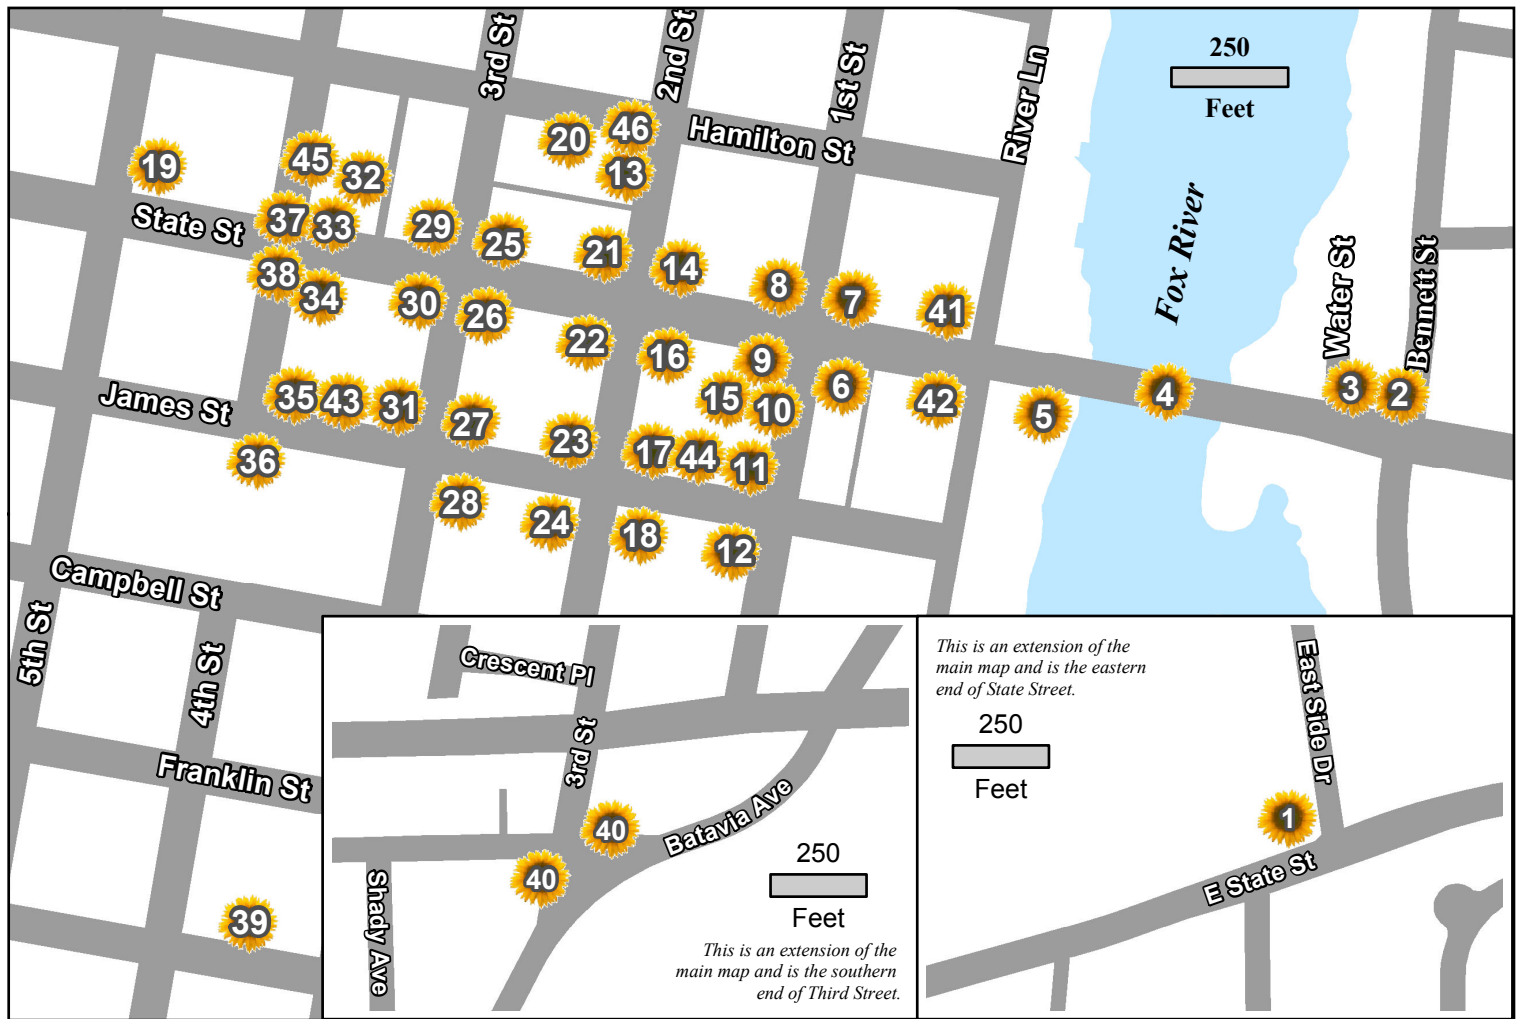 3rd St
2nd St
1st St
River Ln
250
Feet
Hamilton St
46
20
13
19
45
32
37
33
29
25
21
14
8
7
41
State St
38
34
30
26
22
16
9
6
42
5
4
3
2
Fox River
Water St
Bennett St
James St
35
43
31
27
23
15
10
17
44
11
36
28
24
18
12
Campbell St
5th St
4th St
Franklin St
39
Crescent Pl
3rd St
40
40
Batavia Ave
Shady Ave
250
Feet
This is an extension of the
main map and is the southern
end of Third Street.
This is an extension of the
main map and is the eastern
end of State Street.
250
Feet
East Side Dr
1
E State St